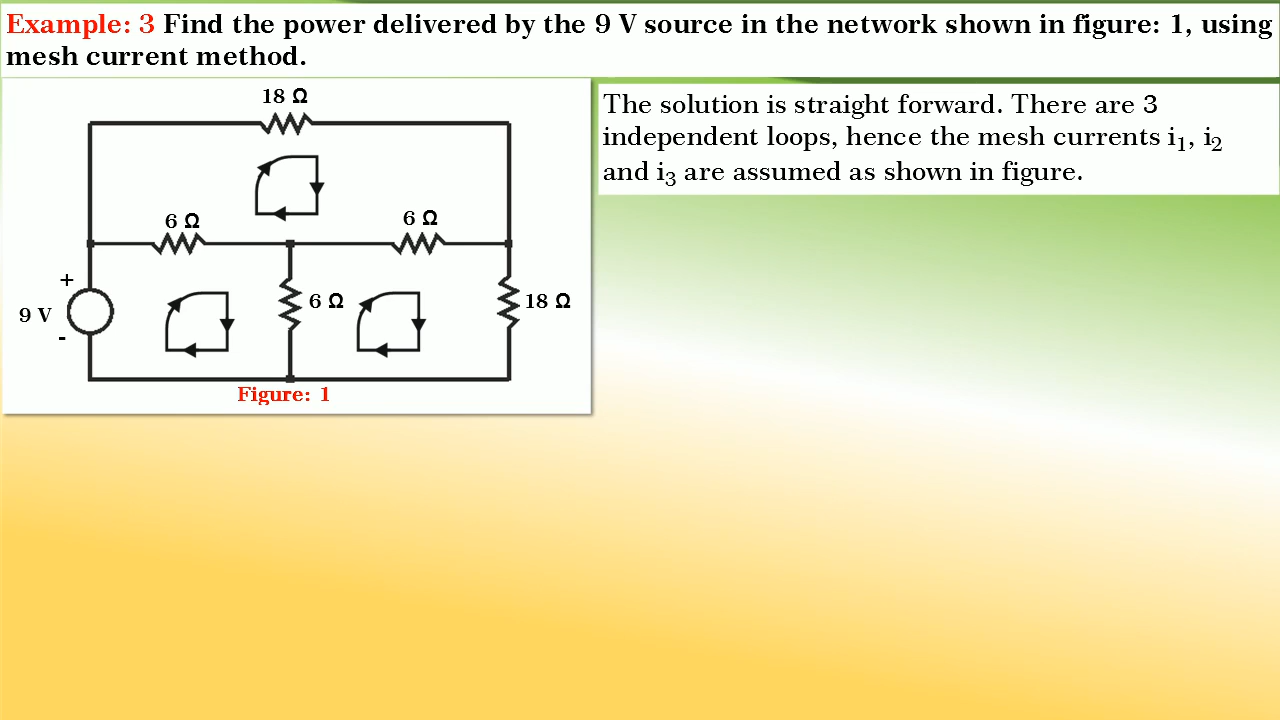 Example: 3 Find the power delivered by the 9 V source in the network shown in figure: 1, using
mesh current method.
18 Ω
6 Ω
6 Ω
+
9 V
-
6 Ω
18 Ω
Figure: 1
The solution is straight forward. There are 3
independent loops, hence the mesh currents i₁, i₂
and i₃ are assumed as shown in figure.